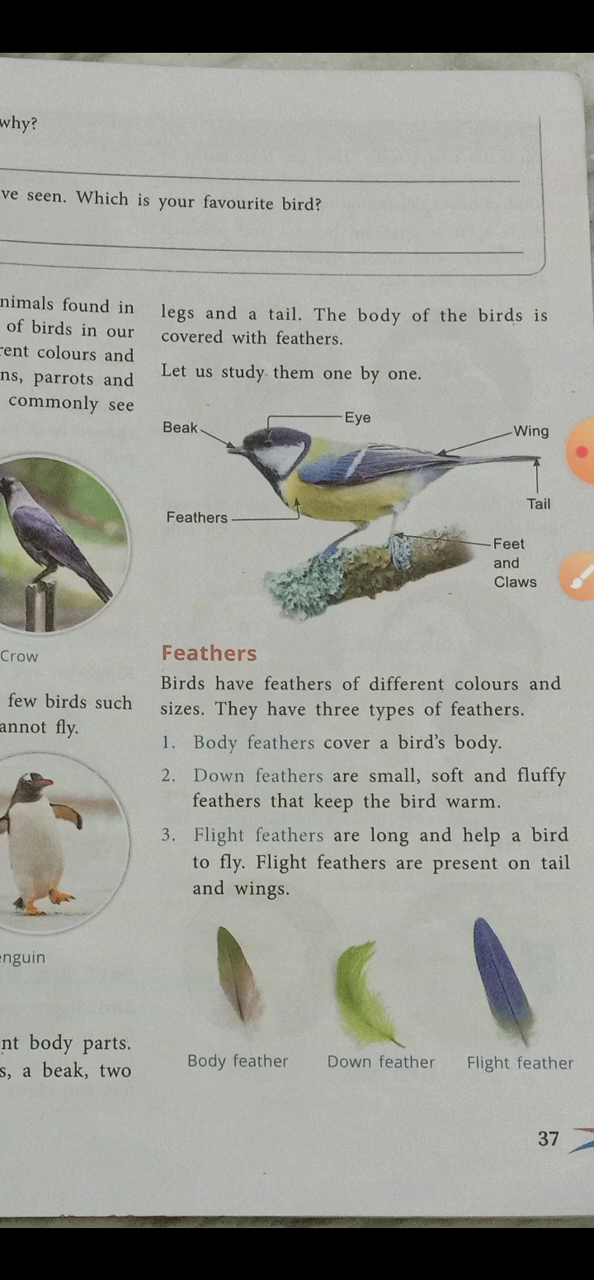 why?
ve seen. Which is your favourite bird?
nimals found in
of birds in our
rent colours and
ns, parrots and
commonly see
Crow
few birds such
annot fly.
enguin
nt body parts.
s, a beak, two
legs and a tail. The body of the birds is
covered with feathers.
Let us study them one by one.
Beak
Eye
Wing
Tail
Feathers
Feet
and
Claws
Feathers
Birds have feathers of different colours and
sizes. They have three types of feathers.
1. Body feathers cover a bird's body.
2. Down feathers are small, soft and fluffy
feathers that keep the bird warm.
3. Flight feathers are long and help a bird
to fly. Flight feathers are present on tail
and wings.
Body feather
Down feather
Flight feather
37